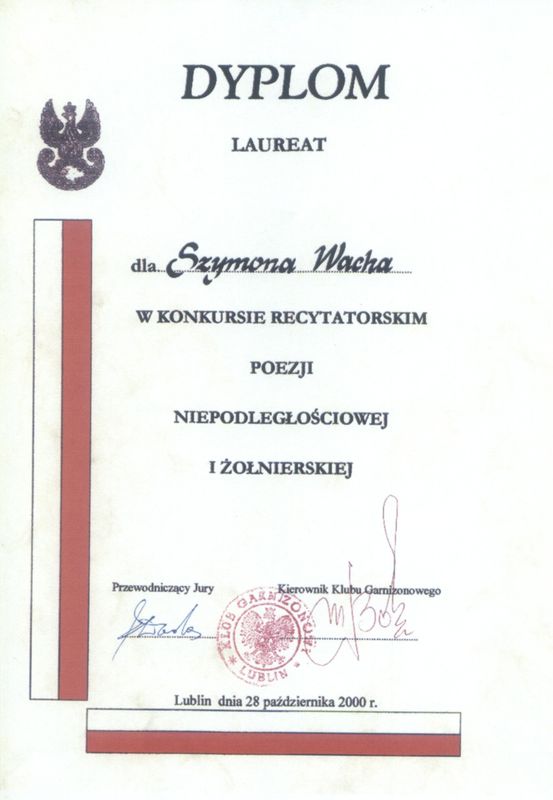 DYPLOM
LAUREAT
dla Szymona Wacha
W KONKURSIE RECYTATORSKIM
POEZJI
NIEPODLEGŁOŚCIOWEJ
I ŻOŁNIERSKIEJ
Przewodniczący Jury Kierownik Klubu Garnizonowego
KLUB GARNIZONOWY
* LUBLIN *
Lublin dnia 28 października 2000 r.